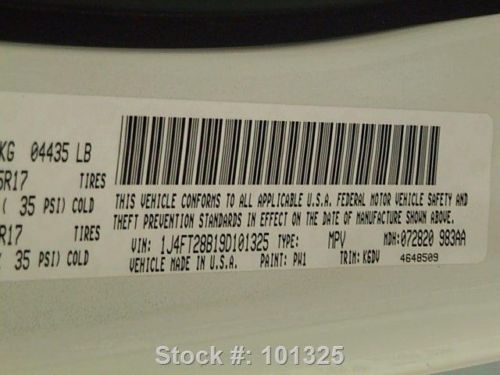 KG 04435 LB
5R17 TIRES
( 35 PSI) COLD
R17 TIRES
35 PSI) COLD
THIS VEHICLE CONFORMS TO ALL APPLICABLE U.S.A. FEDERAL MOTOR VEHICLE SAFETY AND
THEFT PREVENTION STANDARDS IN EFFECT ON THE DATE OF MANUFACTURE SHOWN ABOVE.
VIN: 1J4FT28B19D101325 TYPE: MPV MDH:072820 983AA
VEHICLE MADE IN U.S.A. PAINT: PW1 TRIM: K6DV 4648509
Stock #: 101325